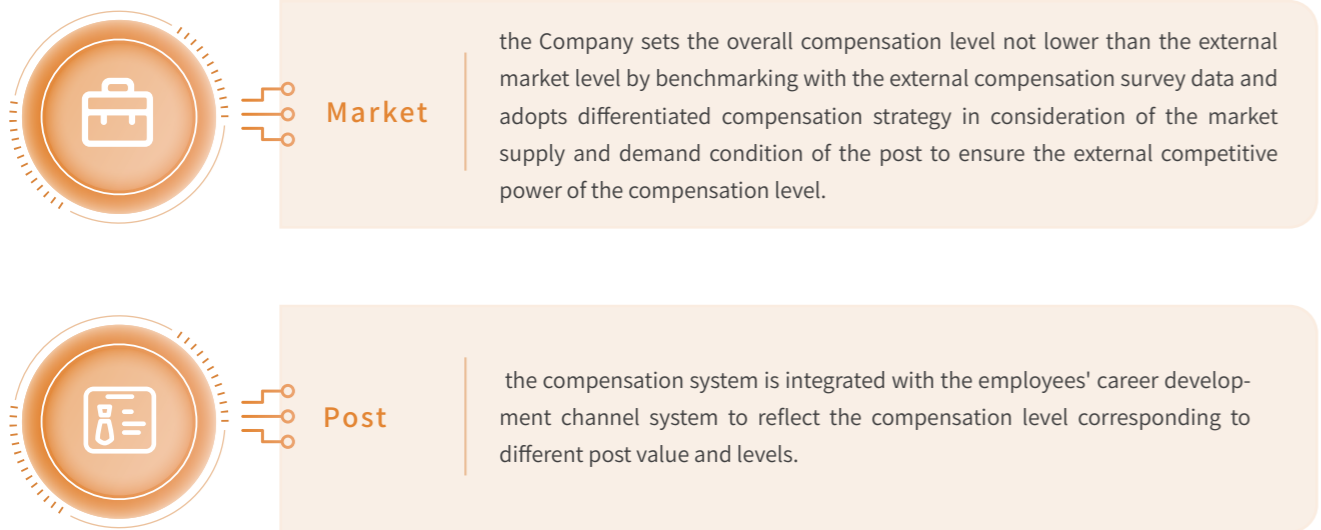 Market
the Company sets the overall compensation level not lower than the external
market level by benchmarking with the external compensation survey data and
adopts differentiated compensation strategy in consideration of the market
supply and demand condition of the post to ensure the external competitive
power of the compensation level.
Post
the compensation system is integrated with the employees' career develop-
ment channel system to reflect the compensation level corresponding to
different post value and levels.